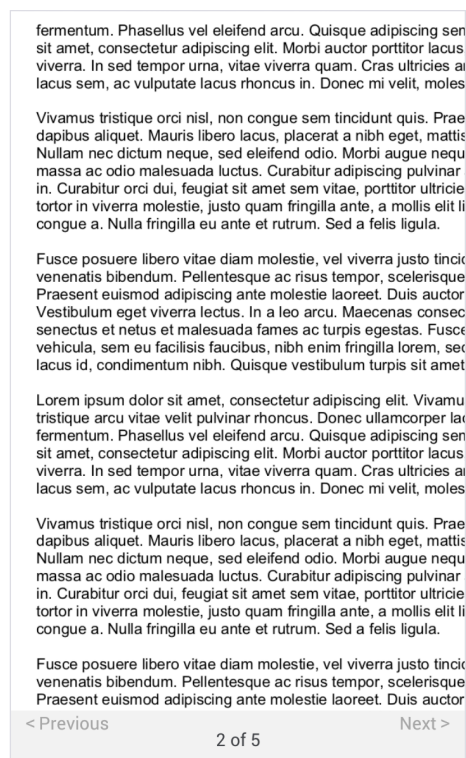 fermentum. Phasellus vel eleifend arcu. Quisque adipiscing sen
sit amet, consectetur adipiscing elit. Morbi auctor porttitor lacus
viverra. In sed tempor urna, vitae viverra quam. Cras ultricies a
lacus sem, ac vulputate lacus rhoncus in. Donec mi velit, moles
Vivamus tristique orci nisl, non congue sem tincidunt quis. Prae
dapibus aliquet. Mauris libero lacus, placerat a nibh eget, mattis
Nullam nec dictum neque, sed eleifend odio. Morbi augue nequ
massa ac odio malesuada luctus. Curabitur adipiscing pulvinar
in. Curabitur orci dui, feugiat sit amet sem vitae, porttitor ultricie
tortor in viverra molestie, justo quam fringilla ante, a mollis elit li
congue a. Nulla fringilla eu ante et rutrum. Sed a felis ligula.
Fusce posuere libero vitae diam molestie, vel viverra justo tincid
venenatis bibendum. Pellentesque ac risus tempor, scelerisque
Praesent euismod adipiscing ante molestie laoreet. Duis auctor
Vestibulum eget viverra lectus. In a leo arcu. Maecenas consec
senectus et netus et malesuada fames ac turpis egestas. Fusce
vehicula, sem eu facilisis faucibus, nibh enim fringilla lorem, sed
lacus id, condimentum nibh. Quisque vestibulum turpis sit amet
Lorem ipsum dolor sit amet, consectetur adipiscing elit. Vivamu
tristique arcu vitae velit pulvinar rhoncus. Donec ullamcorper lac
fermentum. Phasellus vel eleifend arcu. Quisque adipiscing sen
sit amet, consectetur adipiscing elit. Morbi auctor porttitor lacus
viverra. In sed tempor urna, vitae viverra quam. Cras ultricies a
lacus sem, ac vulputate lacus rhoncus in. Donec mi velit, moles
Vivamus tristique orci nisl, non congue sem tincidunt quis. Prae
dapibus aliquet. Mauris libero lacus, placerat a nibh eget, mattis
Nullam nec dictum neque, sed eleifend odio. Morbi augue nequ
massa ac odio malesuada luctus. Curabitur adipiscing pulvinar
in. Curabitur orci dui, feugiat sit amet sem vitae, porttitor ultricie
tortor in viverra molestie, justo quam fringilla ante, a mollis elit li
congue a. Nulla fringilla eu ante et rutrum. Sed a felis ligula.
Fusce posuere libero vitae diam molestie, vel viverra justo tincid
venenatis bibendum. Pellentesque ac risus tempor, scelerisque
Praesent euismod adipiscing ante molestie laoreet. Duis auctor
< Previous
Next >
2 of 5